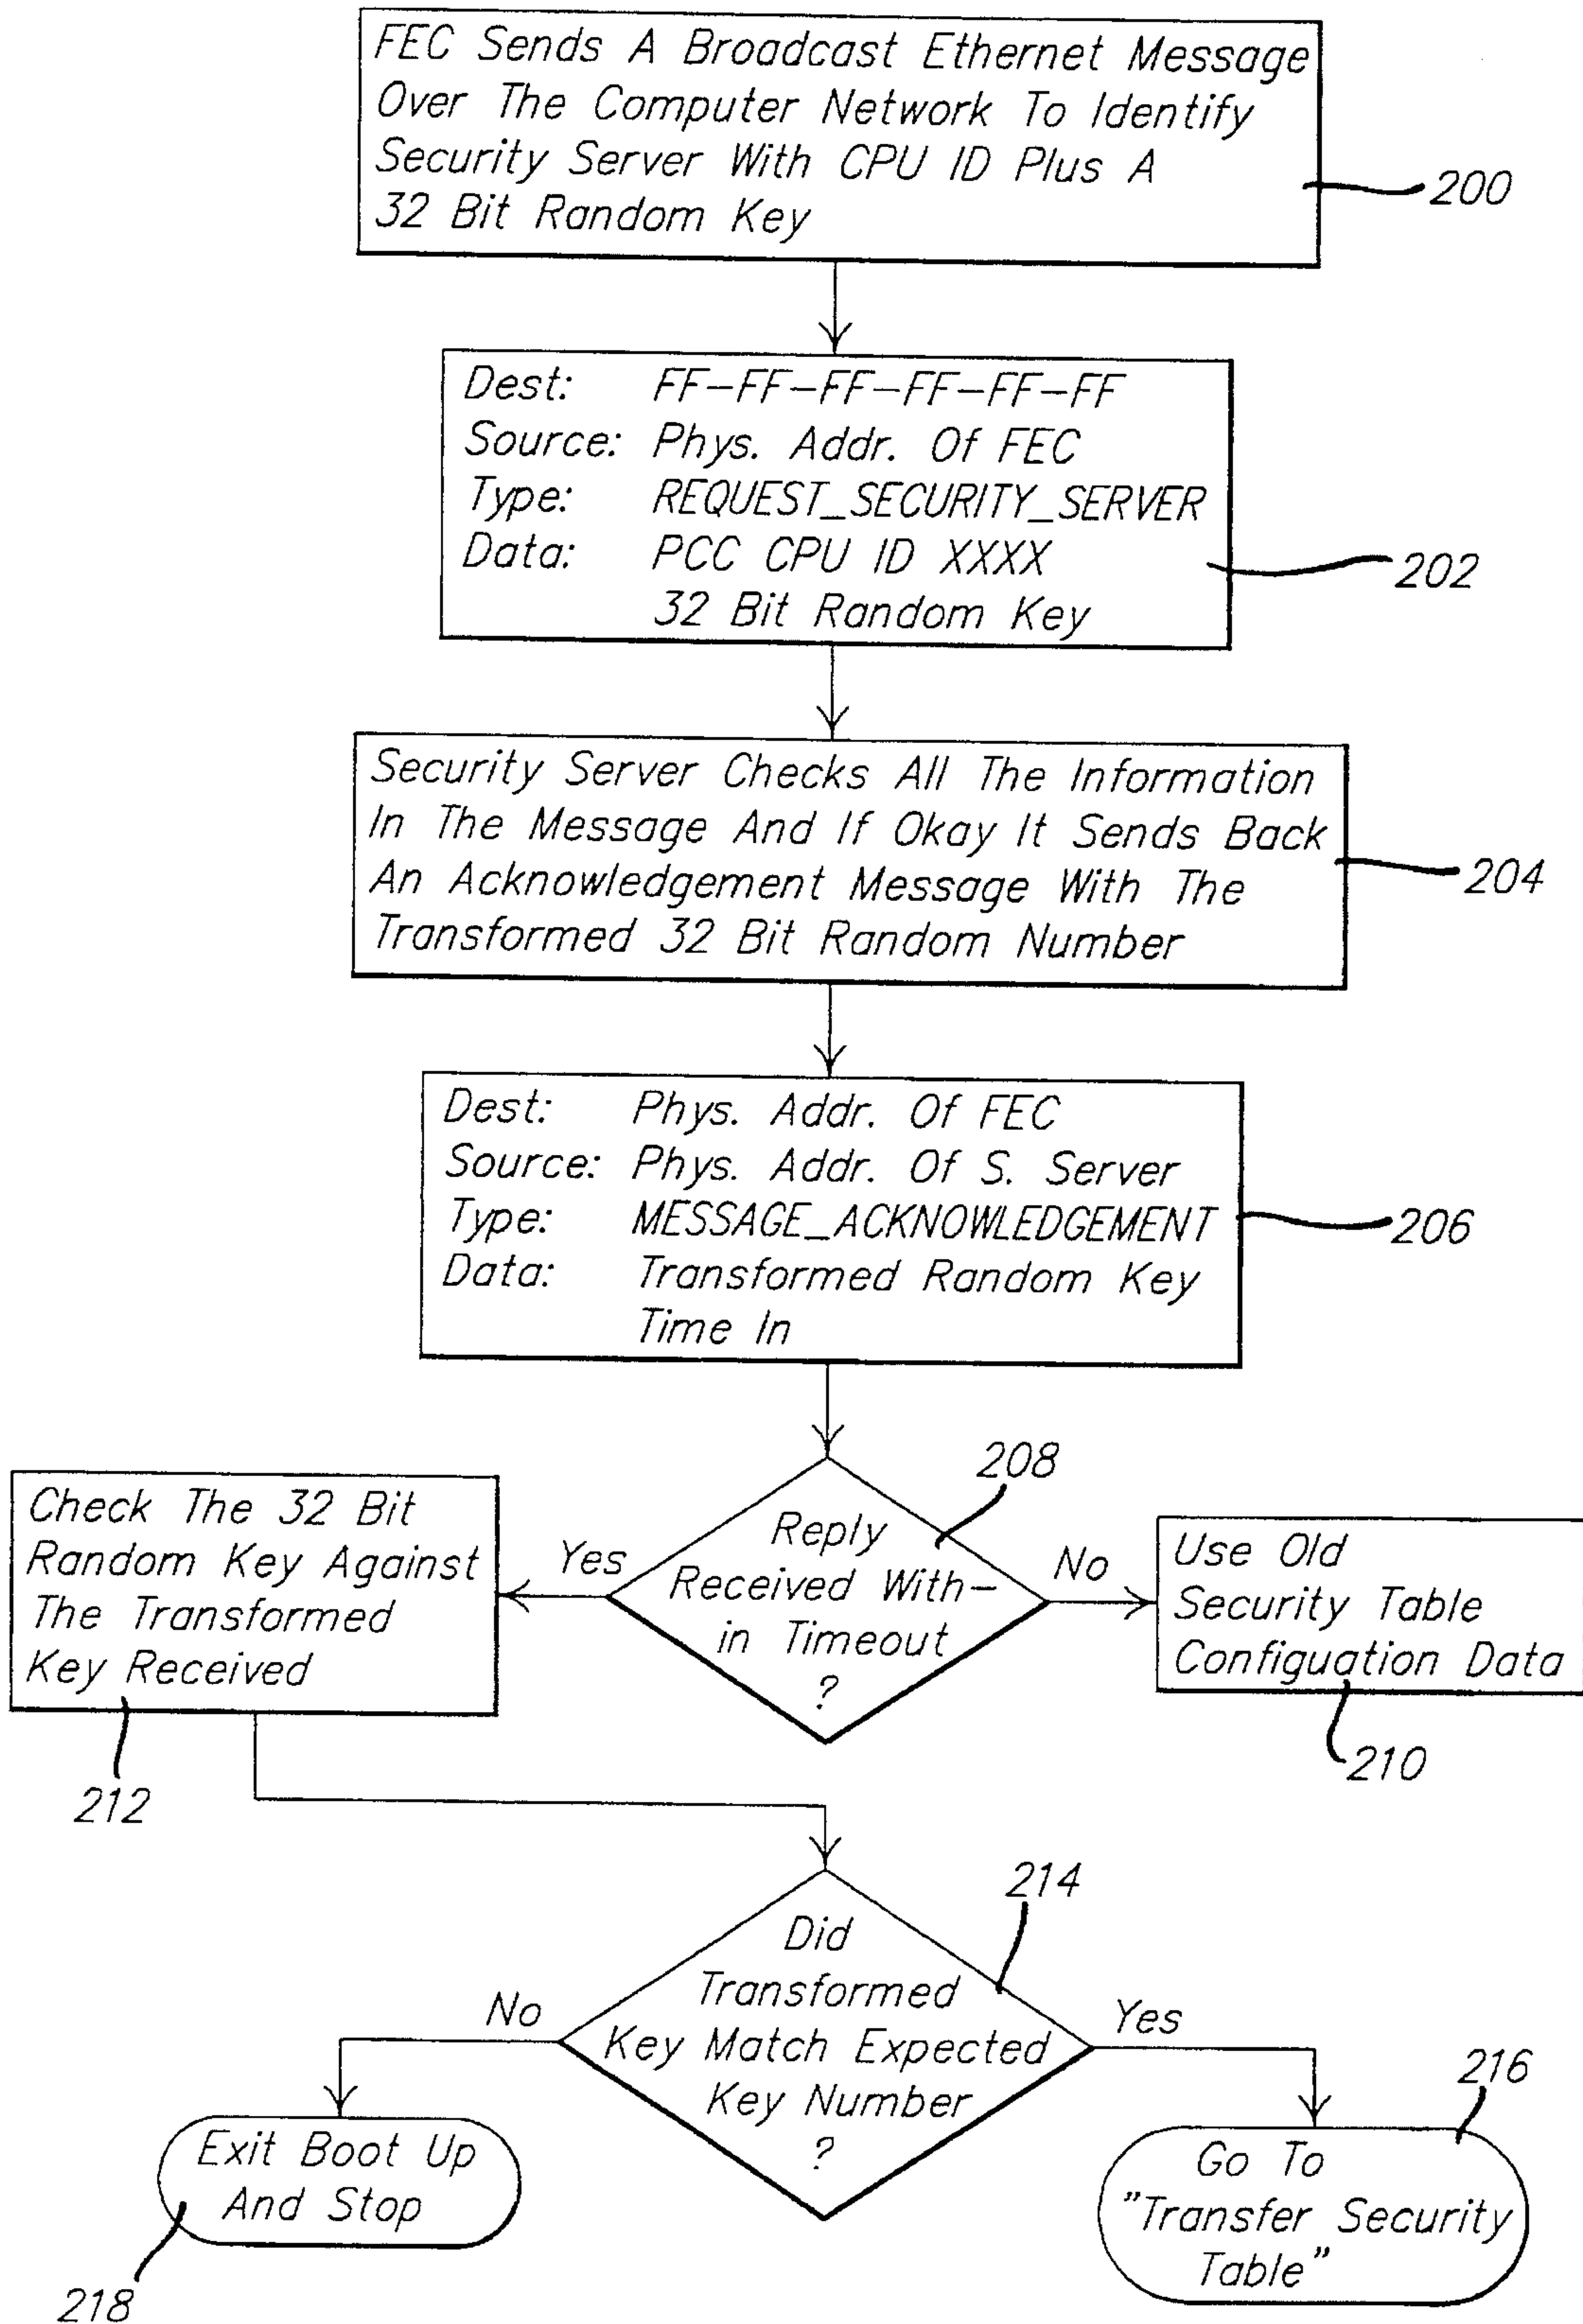 FEC Sends A Broadcast Ethernet Message
Over The Computer Network To Identify
Security Server With CPU ID Plus A
32 Bit Random Key
200
Dest: FF-FF-FF-FF-FF-FF
Source: Phys. Addr. Of FEC
Type: REQUEST_SECURITY_SERVER
Data: PCC CPU ID XXXX
32 Bit Random Key
202
Security Server Checks All The Information
In The Message And If Okay It Sends Back
An Acknowledgement Message With The
Transformed 32 Bit Random Number
204
Dest: Phys. Addr. Of FEC
Source: Phys. Addr. Of S. Server
Type: MESSAGE_ACKNOWLEDGEMENT
Data: Transformed Random Key
Time In
206
208
Reply
Received With-
in Timeout
?
Yes
No
Check The 32 Bit
Random Key Against
The Transformed
Key Received
212
Use Old
Security Table
Configuation Data
210
214
Did
Transformed
Key Match Expected
Key Number
?
No
Yes
Exit Boot Up
And Stop
218
216
Go To
"Transfer Security
Table"